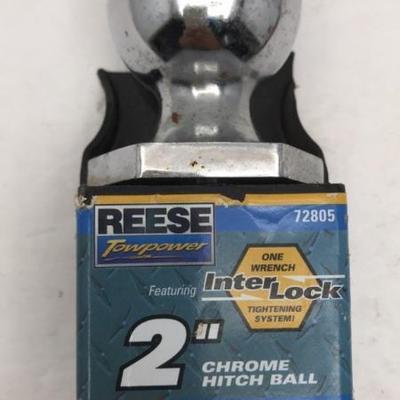 REESE
Towpower
72805
Featuring
ONE
WRENCH
InterLock
TIGHTENING
SYSTEM!
2"
CHROME
HITCH BALL